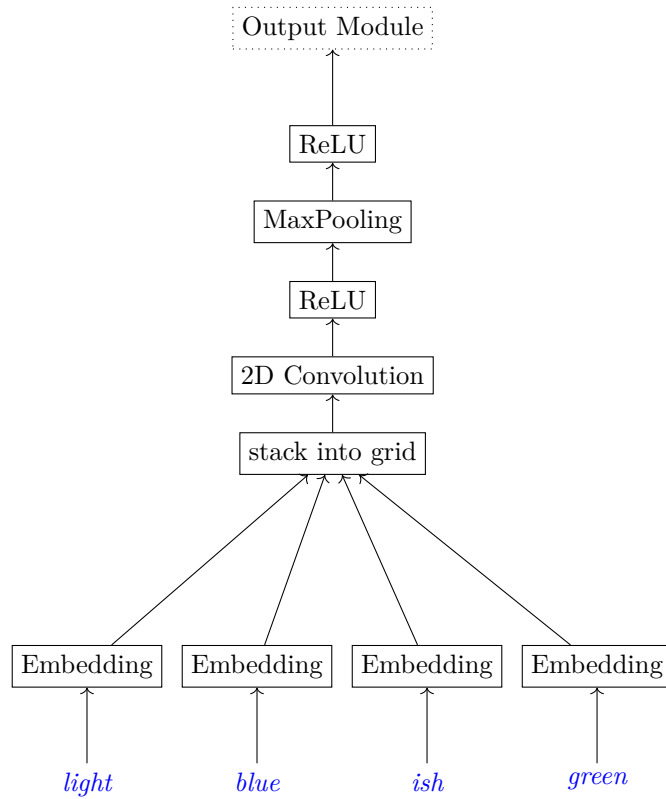 Output Module
ReLU
MaxPooling
ReLU
2D Convolution
stack into grid
Embedding Embedding Embedding Embedding
light blue ish green